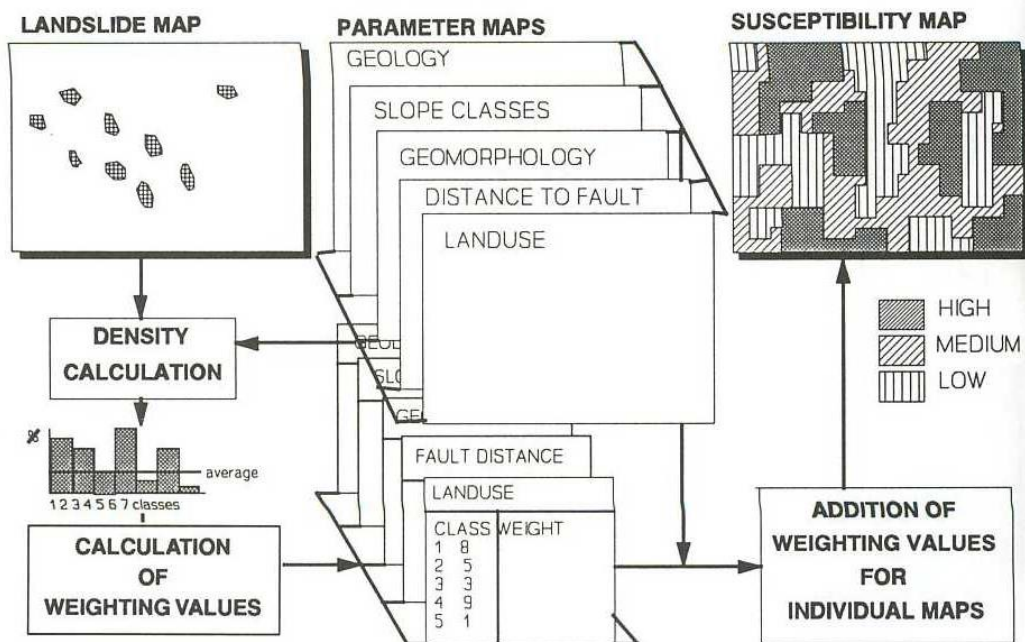 LANDSLIDE MAP
PARAMETER MAPS
SUSCEPTIBILITY MAP
GEOLOGY
SLOPE CLASSES
GEOMORPHOLOGY
DISTANCE TO FAULT
LANDUSE
DENSITY
CALCULATION
HIGH
MEDIUM
LOW
%
average
1 2 3 4 5 6 7 classes
CALCULATION
OF
WEIGHTING VALUES
FAULT DISTANCE
LANDUSE
CLASS WEIGHT
1 8
2 5
3 3
4 9
5 1
ADDITION OF
WEIGHTING VALUES
FOR
INDIVIDUAL MAPS